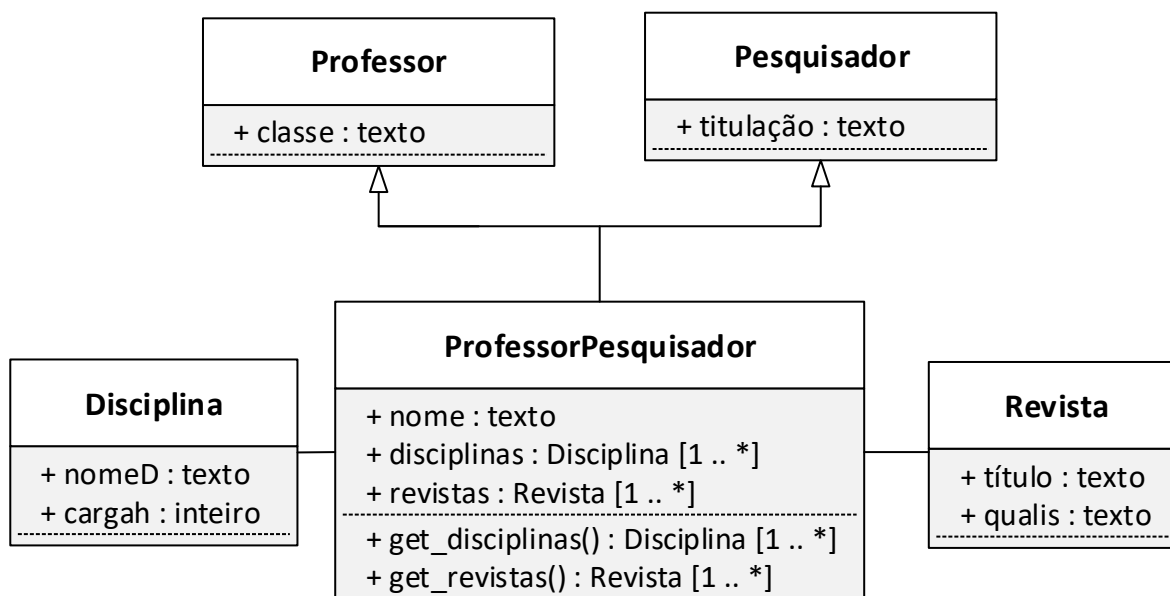 Professor
+ classe : texto
Pesquisador
+ titulação : texto
ProfessorPesquisador
+ nome : texto
+ disciplinas : Disciplina [1 .. *]
+ revistas : Revista [1 .. *]
+ get_disciplinas() : Disciplina [1 .. *]
+ get_revistas() : Revista [1 .. *]
Disciplina
+ nomeD : texto
+ cargah : inteiro
Revista
+ título : texto
+ qualis : texto